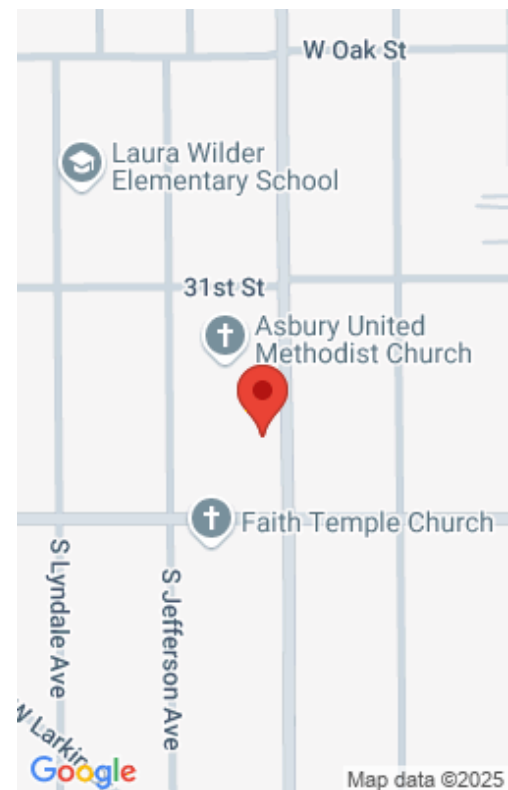 W Oak St
Laura Wilder
Elementary School
31st St
Asbury United
Methodist Church
Faith Temple Church
S Lyndale Ave
S Jefferson Ave
W Larkin
Google
Map data ©2025